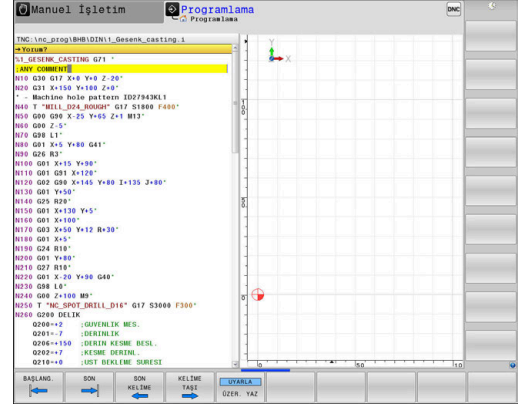 Manuel İşletim
Programlama
Programlama
DNC
TNC:\nc_prog\BHB\DIN\1_Gesenk_casting.i
→Yorum?
%1_GESENK_CASTING G71 *
;ANY COMMENT
N10 G30 G17 X+0 Y+0 Z-20*
N20 G31 X+150 Y+100 Z+0*
* - Machine hole pattern ID27943KL1
N40 T "MILL_D24_ROUGH" G17 S1800 F400*
N50 G00 G90 X-25 Y+65 Z+1 M13*
N60 G00 Z-5*
N70 G98 L1*
N80 G01 X+5 Y+80 G41*
N90 G26 R3*
N100 G01 X+15 Y+90*
N110 G01 G91 X+120*
N120 G02 G90 X+145 Y+80 I+135 J+80*
N130 G01 Y+50*
N140 G25 R20*
N150 G01 X+130 Y+5*
N160 G01 X+100*
N170 G03 X+50 Y+12 R+30*
N180 G01 X+5*
N190 G24 R10*
N200 G01 Y+80*
N210 G27 R10*
N220 G01 X-20 Y+90 G40*
N230 G98 L0*
N240 G00 Z+100 M9*
N250 T "NC_SPOT_DRILL_D16" G17 S3000 F300*
N260 G200 DELIK
Q200=+2 ;GUVENLIK MES.
Q201=-7 ;DERINLIK
Q206=+150 ;DERIN KESME BESL.
Q202=+7 ;KESME DERINL.
Q210=+0 ;UST BEKLEME SURESI
Y
X
100
50
0
0
50
100
BAŞLANG.
SON
SON
KELİME
KELİME
TAŞI
UYARLA
ÜZER. YAZ